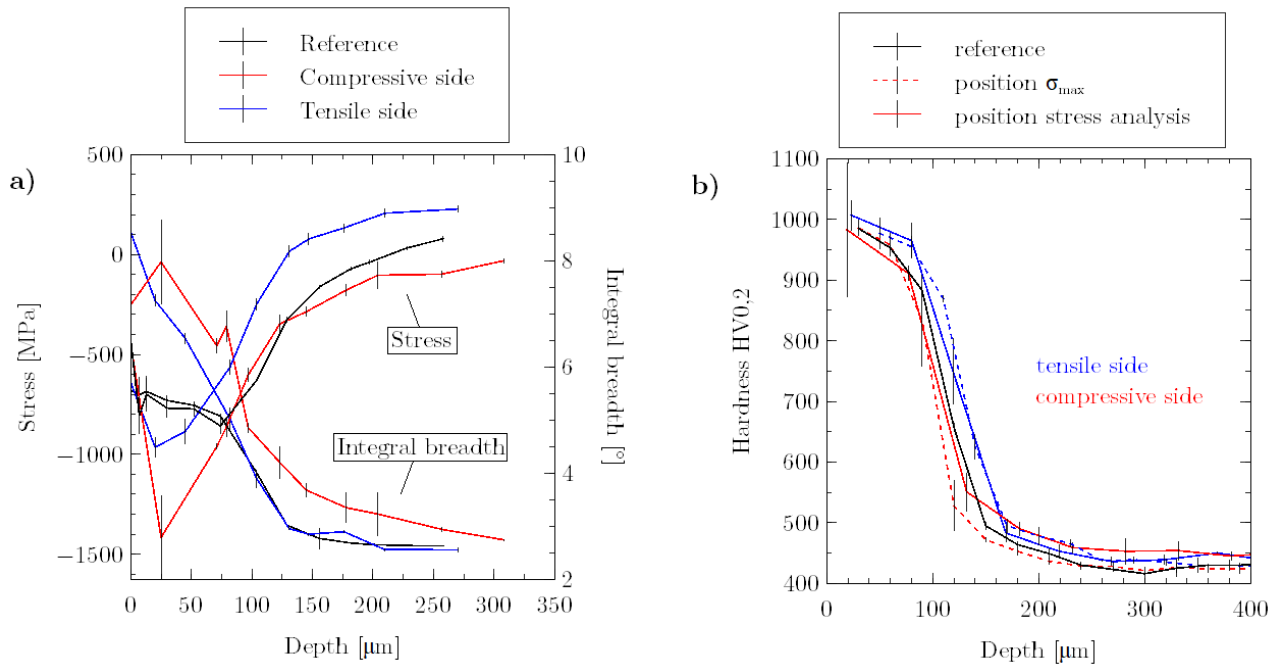 Reference
Compressive side
Tensile side
a)
500
0
−500
−1000
−1500
Stress [MPa]
10
8
6
4
2
Integral breadth [°]
Stress
Integral breadth
0
50
100
150
200
250
300
350
Depth [μm]
reference
position σmax
position stress analysis
b)
1100
1000
900
800
700
600
500
400
Hardness HV0,2
tensile side
compressive side
0
100
200
300
400
Depth [μm]